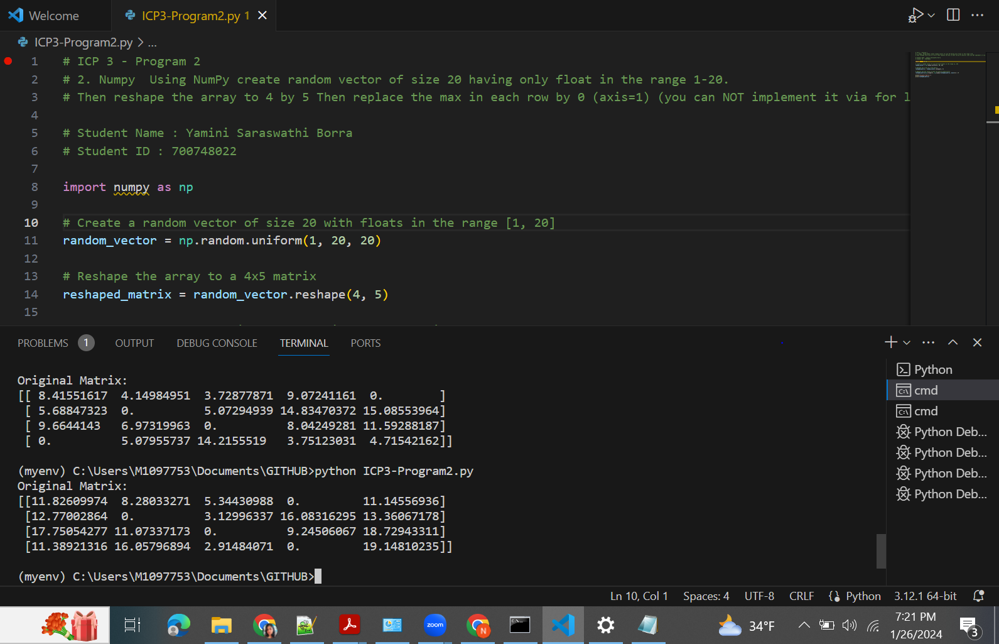 Welcome
ICP3-Program2.py 1
ICP3-Program2.py > ...
1 # ICP 3 - Program 2
2 # 2. Numpy  Using NumPy create random vector of size 20 having only float in the range 1-20.
3 # Then reshape the array to 4 by 5 Then replace the max in each row by 0 (axis=1) (you can NOT implement it via for l
4
5 # Student Name : Yamini Saraswathi Borra
6 # Student ID : 700748022
7
8 import numpy as np
9
10 # Create a random vector of size 20 with floats in the range [1, 20]
11 random_vector = np.random.uniform(1, 20, 20)
12
13 # Reshape the array to a 4x5 matrix
14 reshaped_matrix = random_vector.reshape(4, 5)
15
PROBLEMS 1 OUTPUT DEBUG CONSOLE TERMINAL PORTS
Original Matrix:
[[ 8.41551617  4.14984951  3.72877871  9.07241161  0.        ]
 [ 5.68847323  0.          5.07294939 14.83470372 15.08553964]
 [ 9.6644143   6.97319963  0.          8.04249281 11.59288187]
 [ 0.          5.07955737 14.2155519   3.75123031  4.71542162]]
(myenv) C:\Users\M1097753\Documents\GITHUB>python ICP3-Program2.py
Original Matrix:
[[11.82609974  8.28033271  5.34430988  0.         11.14556936]
 [12.77002864  0.          3.12996337 16.08316295 13.36067178]
 [17.75054277 11.07337173  0.          9.24506067 18.72943311]
 [11.38921316 16.05796894  2.91484071  0.         19.14810235]]
(myenv) C:\Users\M1097753\Documents\GITHUB>
Python
cmd
cmd
Python Deb...
Python Deb...
Python Deb...
Python Deb...
Ln 10, Col 1 Spaces: 4 UTF-8 CRLF Python 3.12.1 64-bit
zoom
N
34°F
7:21 PM
1/26/2024
3